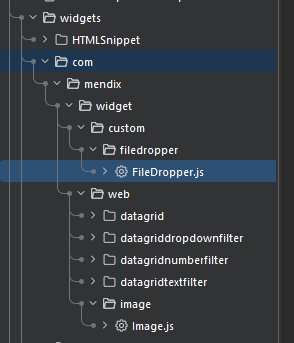 widgets
HTMLSnippet
com
mendix
widget
custom
filedropper
FileDropper.js
web
datagrid
datagriddropdownfilter
datagridnumberfilter
datagridtextfilter
image
Image.js